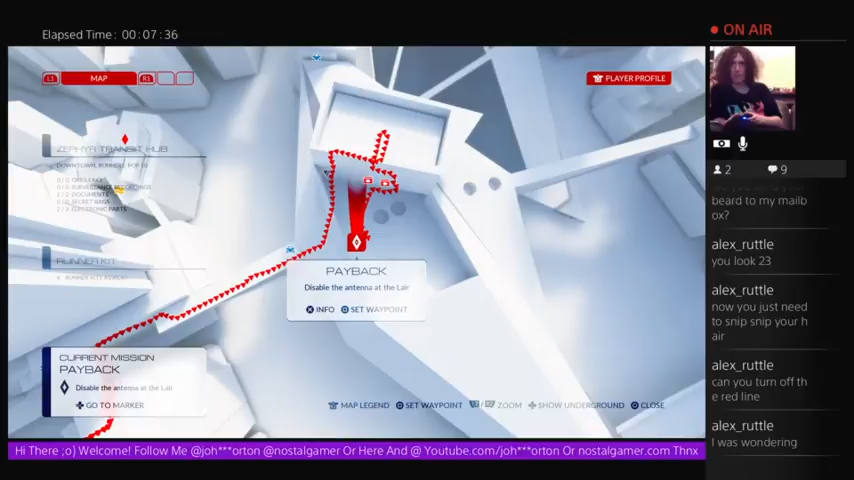 Elapsed Time : 00:07:36
ON AIR
L1 MAP R1
PLAYER PROFILE
ZEPHYR TRANSIT HUB
2
9
RUNNER KIT
beard to my mailb
ox?
alex_ruttle
you look 23
alex_ruttle
now you just need
to snip snip your h
air
alex_ruttle
can you turn off th
e red line
alex_ruttle
I was wondering
PAYBACK
Disable the antenna at the Lair
INFO SET WAYPOINT
CURRENT MISSION
PAYBACK
Disable the antenna at the Lair
GO TO MARKER
MAP LEGEND SET WAYPOINT ZOOM SHOW UNDERGROUND CLOSE
Hi There ;o) Welcome! Follow Me @joh***orton @nostalgamer Or Here And @ Youtube.com/joh***orton Or nostalgamer.com Thnx